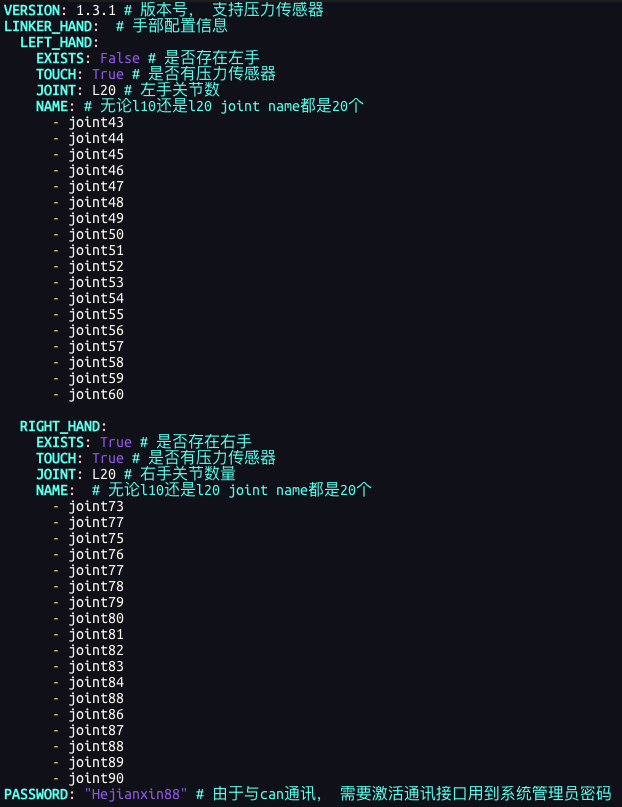 VERSION: 1.3.1 # 版本号， 支持压力传感器
LINKER_HAND:  # 手部配置信息
  LEFT_HAND:
    EXISTS: False # 是否存在左手
    TOUCH: True # 是否有压力传感器
    JOINT: L20 # 左手关节数
    NAME: # 无论l10还是l20 joint name都是20个
      - joint43
      - joint44
      - joint45
      - joint46
      - joint47
      - joint48
      - joint49
      - joint50
      - joint51
      - joint52
      - joint53
      - joint54
      - joint55
      - joint56
      - joint57
      - joint58
      - joint59
      - joint60

  RIGHT_HAND:
    EXISTS: True # 是否存在右手
    TOUCH: True # 是否有压力传感器
    JOINT: L20 # 右手关节数量
    NAME:  # 无论l10还是l20 joint name都是20个
      - joint73
      - joint77
      - joint75
      - joint76
      - joint77
      - joint78
      - joint79
      - joint80
      - joint81
      - joint82
      - joint83
      - joint84
      - joint88
      - joint86
      - joint87
      - joint88
      - joint89
      - joint90
PASSWORD: "Hejianxin88" # 由于与can通讯， 需要激活通讯接口用到系统管理员密码